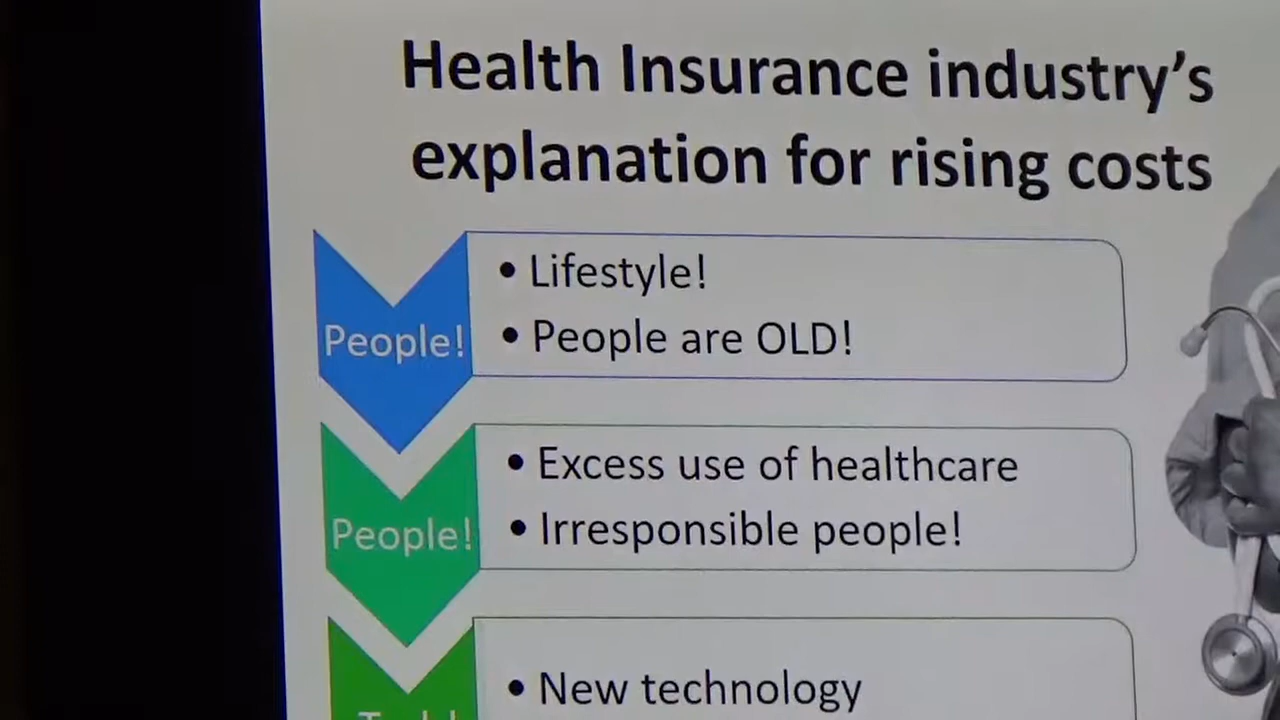 Health Insurance industry's
explanation for rising costs
People!
• Lifestyle!
• People are OLD!
People!
• Excess use of healthcare
• Irresponsible people!
• New technology